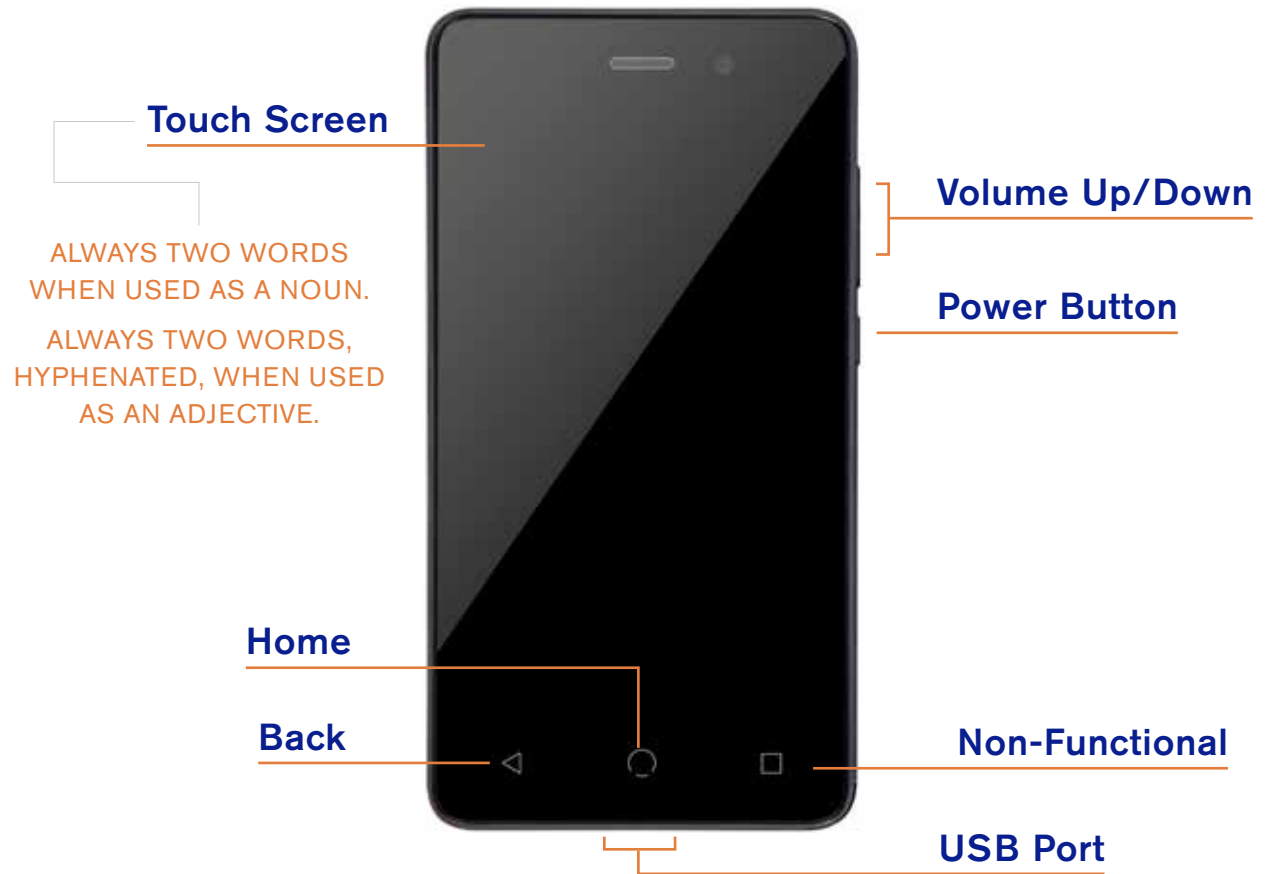 Touch Screen
ALWAYS TWO WORDS
WHEN USED AS A NOUN.
ALWAYS TWO WORDS,
HYPHENATED, WHEN USED
AS AN ADJECTIVE.
Volume Up/Down
Power Button
Home
Back
Non-Functional
USB Port